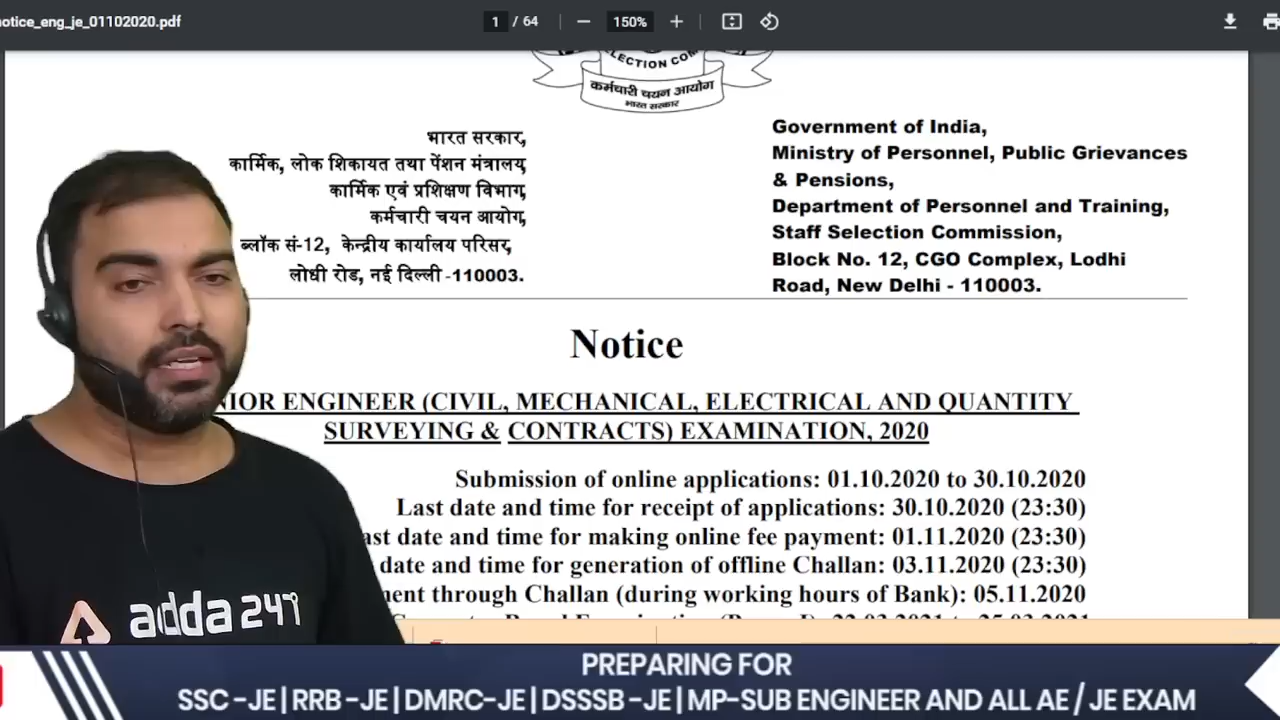 notice_eng_je_01102020.pdf
1 / 64
150%
ELECTION COM
कर्मचारी चयन आयोग
भारत सरकार
भारत सरकार,
कार्मिक, लोक शिकायत तथा पेंशन मंत्रालय,
कार्मिक एवं प्रशिक्षण विभाग,
कर्मचारी चयन आयोग,
ब्लॉक सं-12, केन्द्रीय कार्यालय परिसर,
लोधी रोड, नई दिल्ली -110003.
Government of India,
Ministry of Personnel, Public Grievances
& Pensions,
Department of Personnel and Training,
Staff Selection Commission,
Block No. 12, CGO Complex, Lodhi
Road, New Delhi - 110003.
Notice
NIOR ENGINEER (CIVIL, MECHANICAL, ELECTRICAL AND QUANTITY
SURVEYING & CONTRACTS) EXAMINATION, 2020
Submission of online applications: 01.10.2020 to 30.10.2020
Last date and time for receipt of applications: 30.10.2020 (23:30)
ast date and time for making online fee payment: 01.11.2020 (23:30)
date and time for generation of offline Challan: 03.11.2020 (23:30)
ment through Challan (during working hours of Bank): 05.11.2020
adda 247
PREPARING FOR
SSC -JE | RRB -JE | DMRC-JE | DSSSB -JE | MP-SUB ENGINEER AND ALL AE / JE EXAM